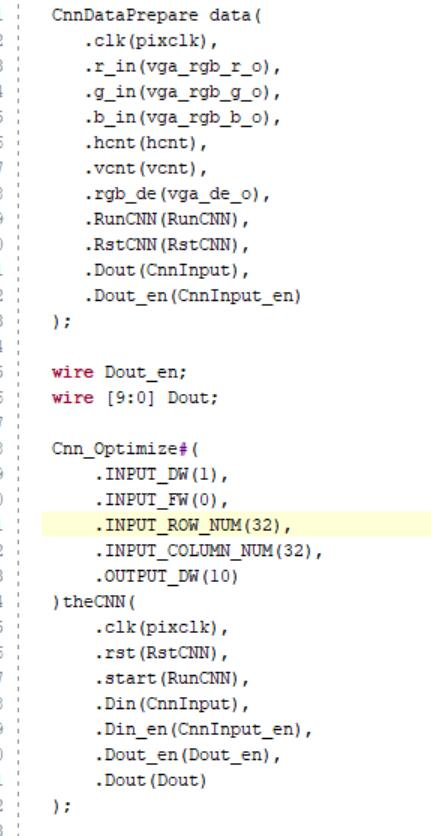 CnnDataPrepare data(
.clk(pixclk),
.r_in(vga_rgb_r_o),
.g_in(vga_rgb_g_o),
.b_in(vga_rgb_b_o),
.hcnt(hcnt),
.vcnt(vcnt),
.rgb_de(vga_de_o),
.RunCNN(RunCNN),
.RstCNN(RstCNN),
.Dout(CnnInput),
.Dout_en(CnnInput_en)
);
wire Dout_en;
wire [9:0] Dout;
Cnn_Optimize#(
.INPUT_DW(1),
.INPUT_FW(0),
.INPUT_ROW_NUM(32),
.INPUT_COLUMN_NUM(32),
.OUTPUT_DW(10)
)theCNN(
.clk(pixclk),
.rst(RstCNN),
.start(RunCNN),
.Din(CnnInput),
.Din_en(CnnInput_en),
.Dout_en(Dout_en),
.Dout(Dout)
);